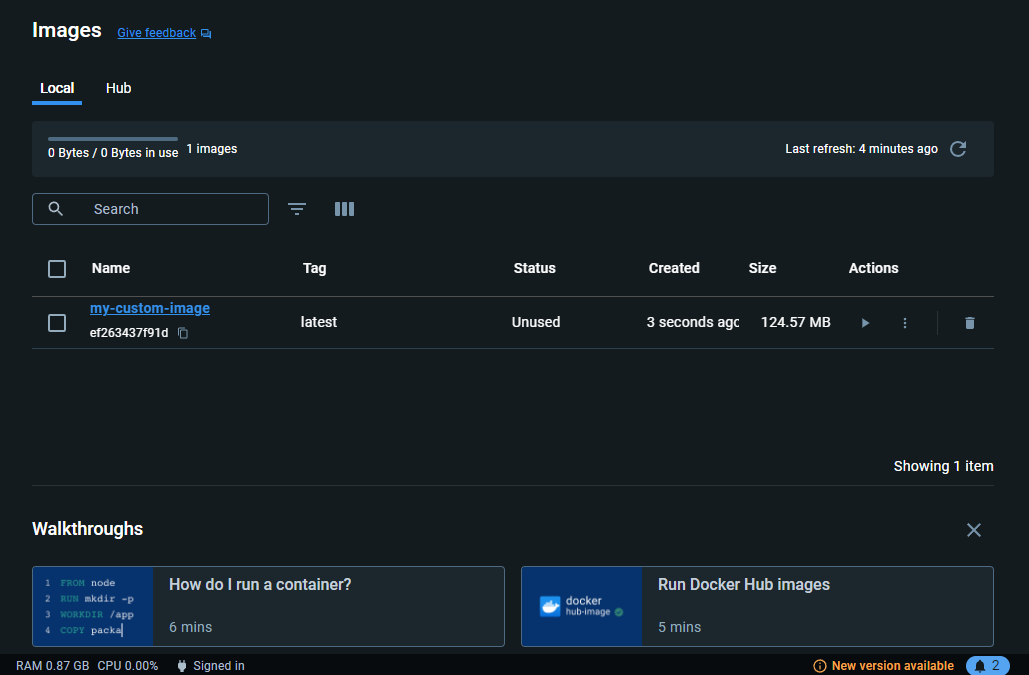 Images Give feedback
Local Hub
0 Bytes / 0 Bytes in use 1 images Last refresh: 4 minutes ago
Search
Name Tag Status Created Size Actions
my-custom-image
ef263437f91d latest Unused 3 seconds ago 124.57 MB
Showing 1 item
Walkthroughs
1 FROM node
2 RUN mkdir -p
3 WORKDIR /app
4 COPY packa
How do I run a container?
6 mins
docker
hub-image
Run Docker Hub images
5 mins
RAM 0.87 GB CPU 0.00% Signed in New version available 2